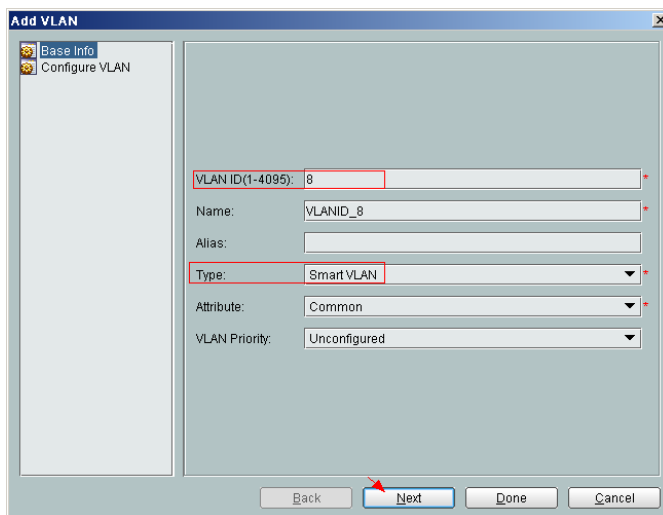 Add VLAN
Base Info
Configure VLAN
VLAN ID(1-4095): 8 *
Name: VLANID_8 *
Alias:
Type: Smart VLAN *
Attribute: Common *
VLAN Priority: Unconfigured
Back Next Done Cancel